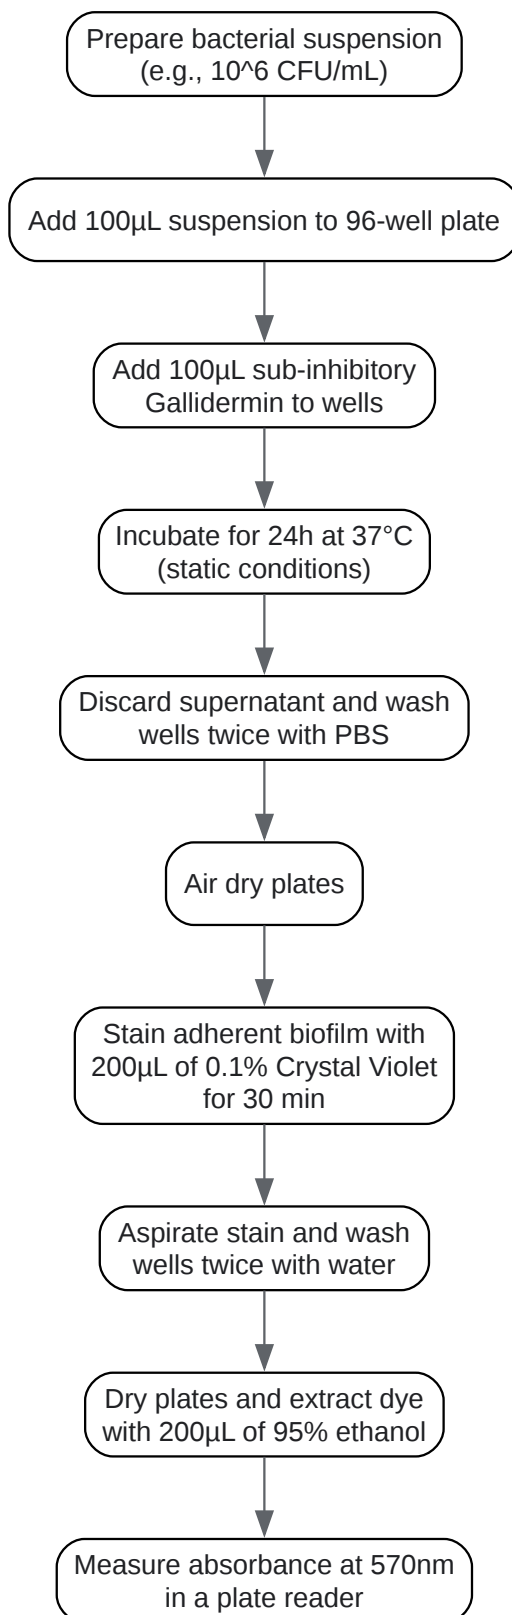 Prepare bacterial suspension
(e.g., 10^6 CFU/mL)
Add 100µL suspension to 96-well plate
Add 100µL sub-inhibitory
Gallidermin to wells
Incubate for 24h at 37°C
(static conditions)
Discard supernatant and wash
wells twice with PBS
Air dry plates
Stain adherent biofilm with
200µL of 0.1% Crystal Violet
for 30 min
Aspirate stain and wash
wells twice with water
Dry plates and extract dye
with 200µL of 95% ethanol
Measure absorbance at 570nm
in a plate reader